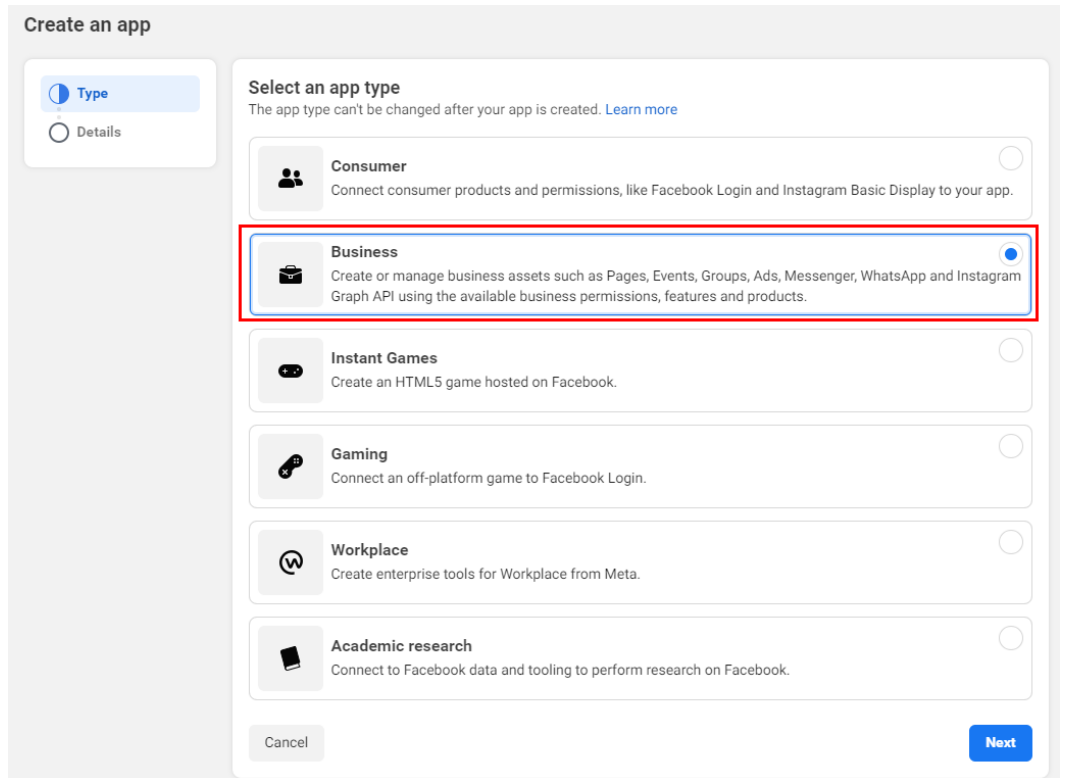 Create an app
Type
Details
Select an app type
The app type can't be changed after your app is created. Learn more
Consumer
Connect consumer products and permissions, like Facebook Login and Instagram Basic Display to your app.
Business
Create or manage business assets such as Pages, Events, Groups, Ads, Messenger, WhatsApp and Instagram
Graph API using the available business permissions, features and products.
Instant Games
Create an HTML5 game hosted on Facebook.
Gaming
Connect an off-platform game to Facebook Login.
Workplace
Create enterprise tools for Workplace from Meta.
Academic research
Connect to Facebook data and tooling to perform research on Facebook.
Cancel
Next